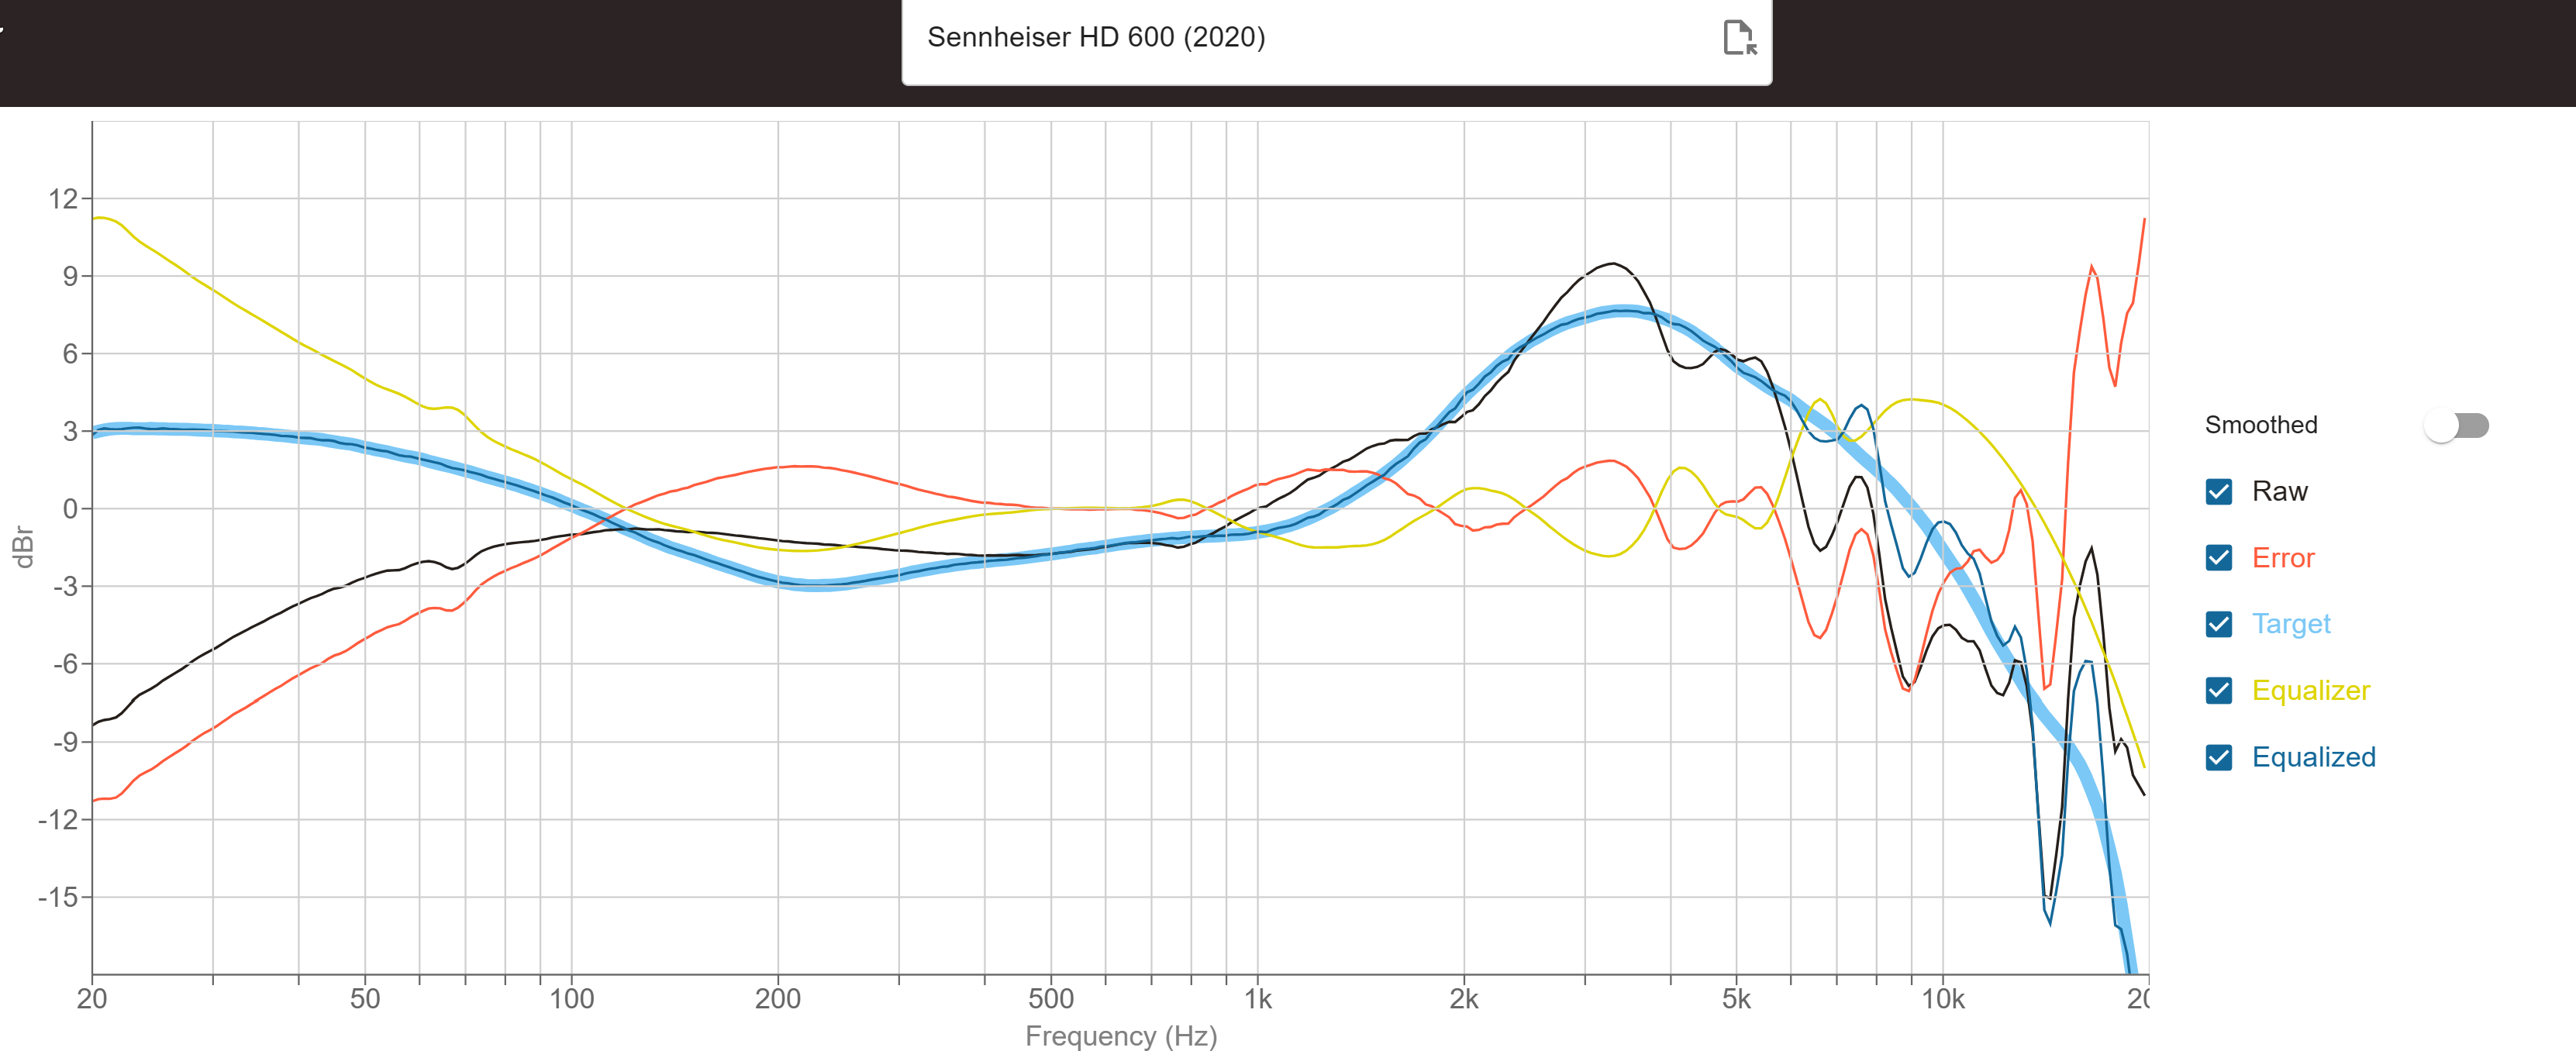 Sennheiser HD 600 (2020)
12
9
6
3
0
-3
-6
-9
-12
-15
dBr
20 50 100 200 500 1k 2k 5k 10k 20
Frequency (Hz)
Smoothed
Raw
Error
Target
Equalizer
Equalized